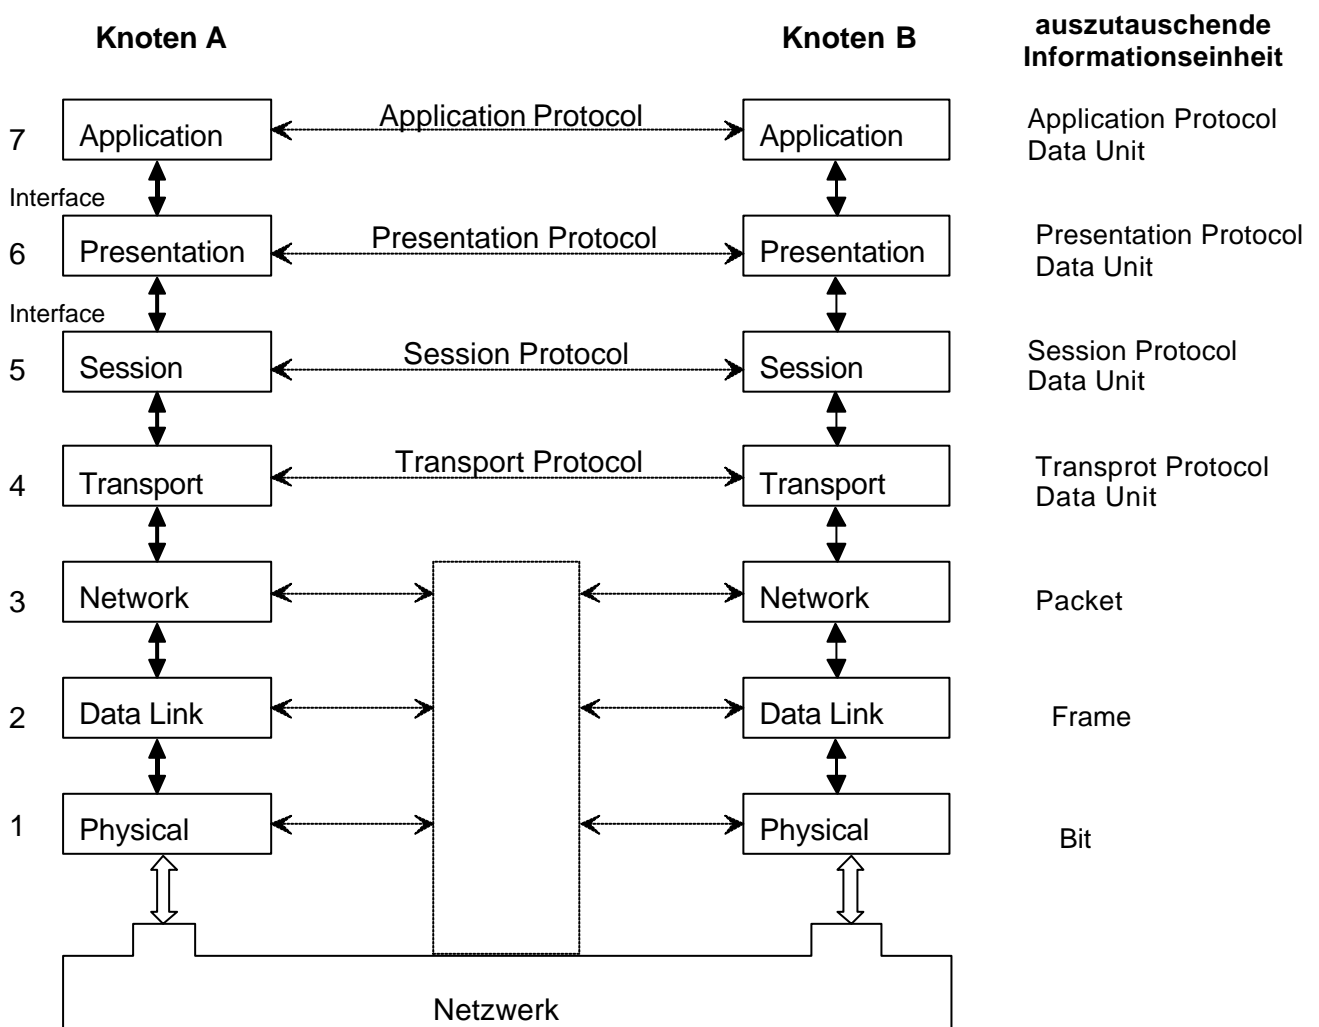 Knoten A
Knoten B
auszutauschende
Informationseinheit
7
Application
Application Protocol
Application
Application Protocol
Data Unit
Interface
6
Presentation
Presentation Protocol
Presentation
Presentation Protocol
Data Unit
Interface
5
Session
Session Protocol
Session
Session Protocol
Data Unit
4
Transport
Transport Protocol
Transport
Transprot Protocol
Data Unit
3
Network
Network
Packet
2
Data Link
Data Link
Frame
1
Physical
Physical
Bit
Netzwerk